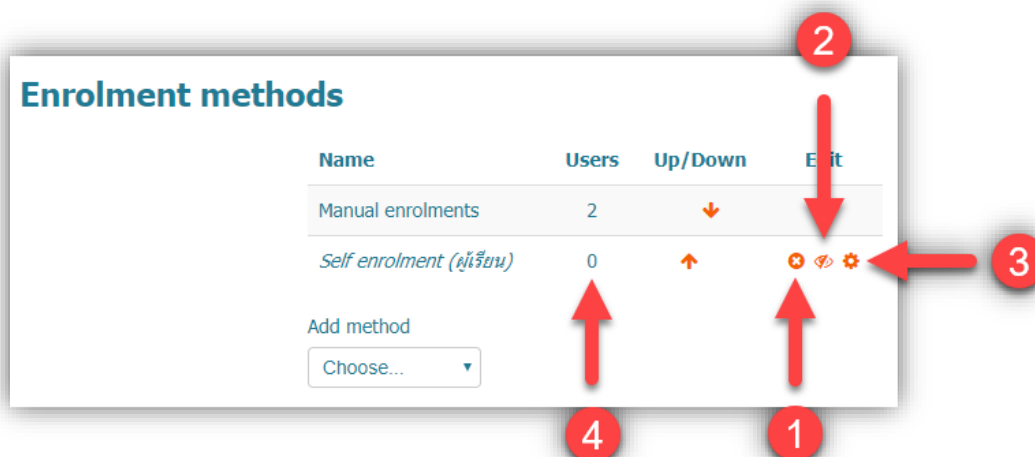 2
Enrolment methods
Name Users Up/Down Edit
Manual enrolments 2
Self enrolment (ผู้เรียน) 0
3
Add method
Choose...
4 1